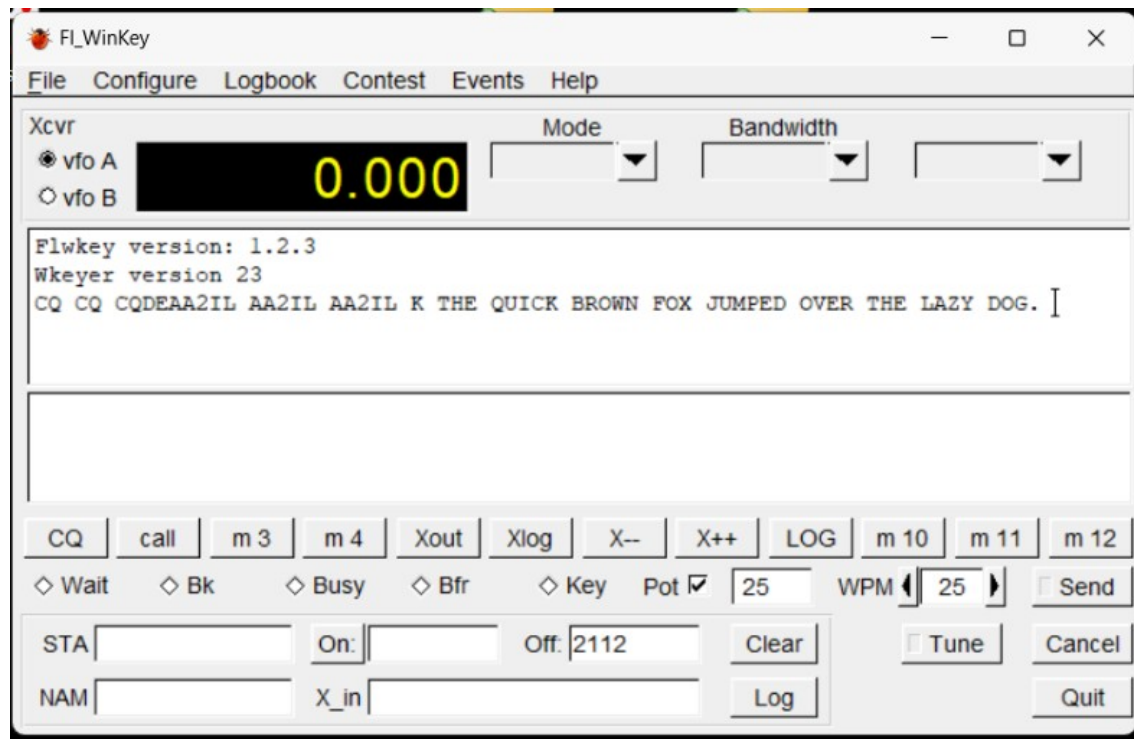 Fl_WinKey
File Configure Logbook Contest Events Help
Xcvr Mode Bandwidth
vfo A
0.000
vfo B
Flwkey version: 1.2.3
Wkeyer version 23
CQ CQ CQDEAA2IL AA2IL AA2IL K THE QUICK BROWN FOX JUMPED OVER THE LAZY DOG.
CQ call m 3 m 4 Xout Xlog X-- X++ LOG m 10 m 11 m 12
Wait Bk Busy Bfr Key Pot 25 WPM 25 Send
STA On: Off: 2112 Clear Tune Cancel
NAM X_in Log Quit